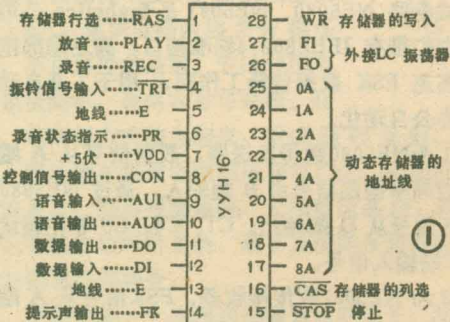 存储器行选……RAS 1
放音……PLAY 2
录音……REC 3
振铃信号输入……TRI 4
地线……E 5
录音状态指示……PR 6
+5伏……VDD 7
控制信号输出……CON 8
语音输入……AUI 9
语音输出……AUO 10
数据输出……DO 11
数据输入……DI 12
地线……E 13
提示声输出……FK 14
YYH16
28 WR 存储器的写入
27 FI
26 FO
外接LC 振荡器
25 0A
24 1A
23 2A
22 3A
21 4A
20 5A
19 6A
18 7A
17 8A
动态存储器的
地址线
16 CAS 存储器的列选
15 STOP 停止
①